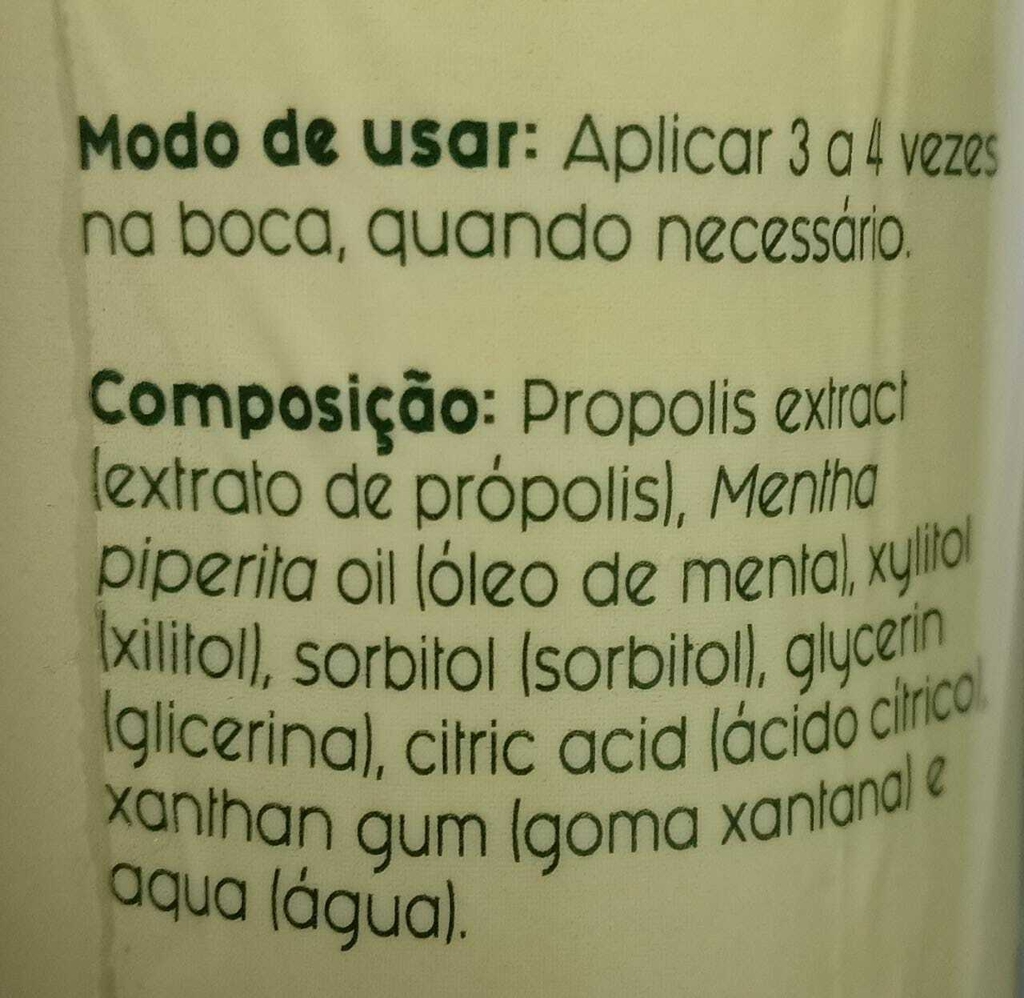 Modo de usar: Aplicar 3 a 4 vezes
na boca, quando necessário.
Composição: Propolis extract
(extrato de própolis), Mentha
piperita oil (óleo de menta), xylitol
(xilitol), sorbitol (sorbitol), glycerin
(glicerina), citric acid (ácido cítrico),
xanthan gum (goma xantana) e
aqua (água).